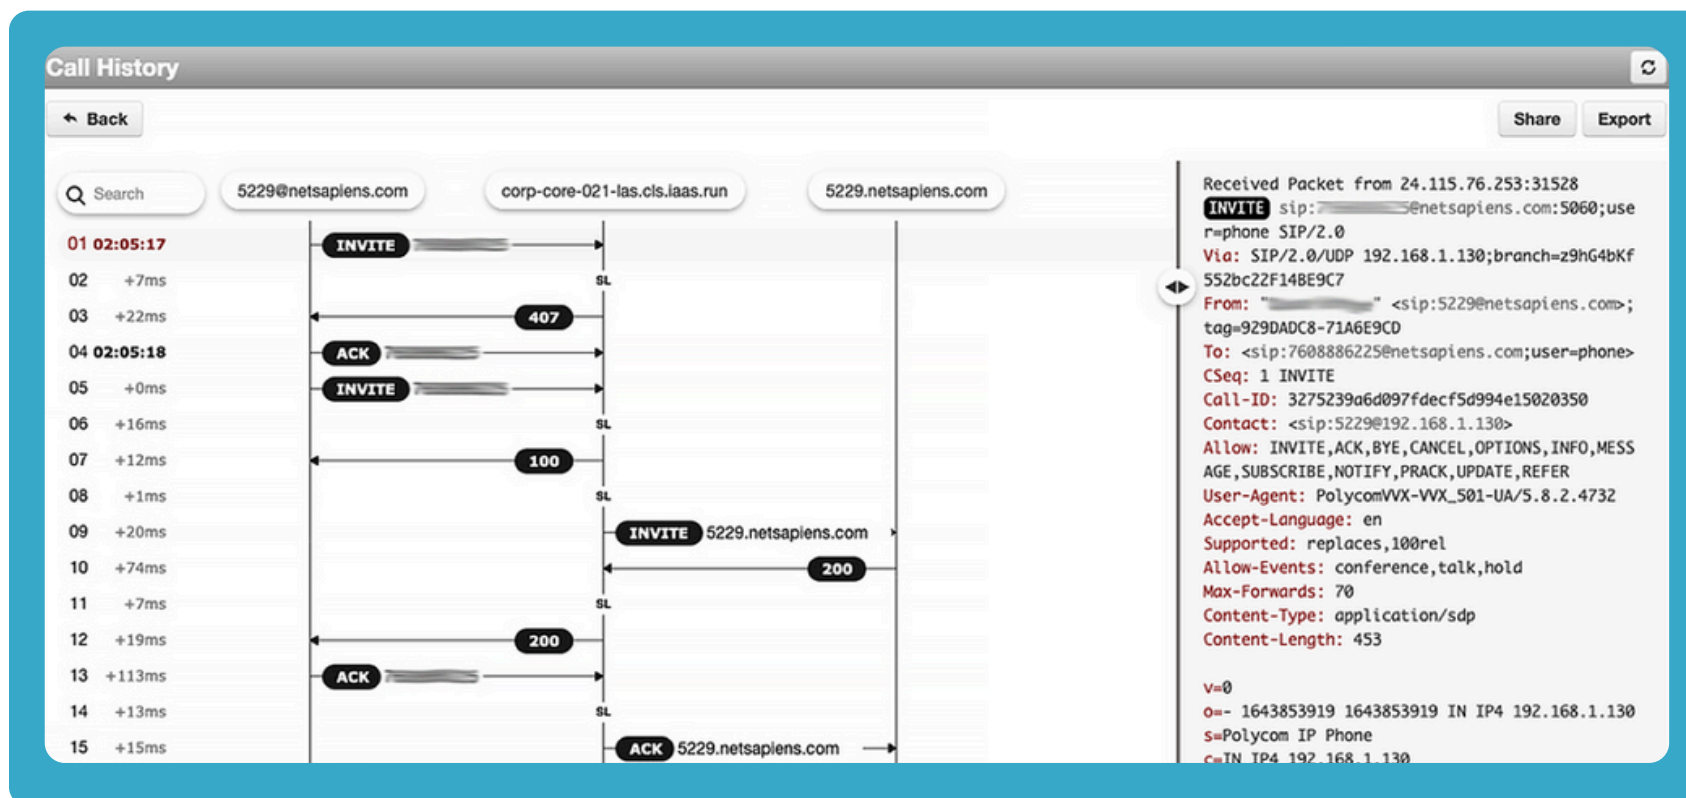 Call History
Back
Share Export
Search 5229@netsapiens.com corp-core-021-las.cls.iaas.run 5229.netsapiens.com
01 02:05:17 INVITE
02 +7ms SL
03 +22ms 407
04 02:05:18 ACK
05 +0ms INVITE
06 +16ms SL
07 +12ms 100
08 +1ms SL
09 +20ms INVITE 5229.netsapiens.com
10 +74ms 200
11 +7ms SL
12 +19ms 200
13 +113ms ACK
14 +13ms SL
15 +15ms ACK 5229.netsapiens.com
Received Packet from 24.115.76.253:31528
INVITE sip: 5@netsapiens.com:5060;use
r=phone SIP/2.0
Via: SIP/2.0/UDP 192.168.1.130;branch=z9hG4bKf
552bc22F14BE9C7
From: " " <sip:5229@netsapiens.com>;
tag=929DADC8-71A6E9CD
To: <sip:7608886225@netsapiens.com;user=phone>
CSeq: 1 INVITE
Call-ID: 3275239a6d097fdecf5d994e15020350
Contact: <sip:5229@192.168.1.130>
Allow: INVITE,ACK,BYE,CANCEL,OPTIONS,INFO,MESS
AGE,SUBSCRIBE,NOTIFY,PRACK,UPDATE,REFER
User-Agent: PolycomVVX-VVX_501-UA/5.8.2.4732
Accept-Language: en
Supported: replaces,100rel
Allow-Events: conference,talk,hold
Max-Forwards: 70
Content-Type: application/sdp
Content-Length: 453
v=0
o=- 1643853919 1643853919 IN IP4 192.168.1.130
s=Polycom IP Phone
c=IN IP4 192.168.1.130